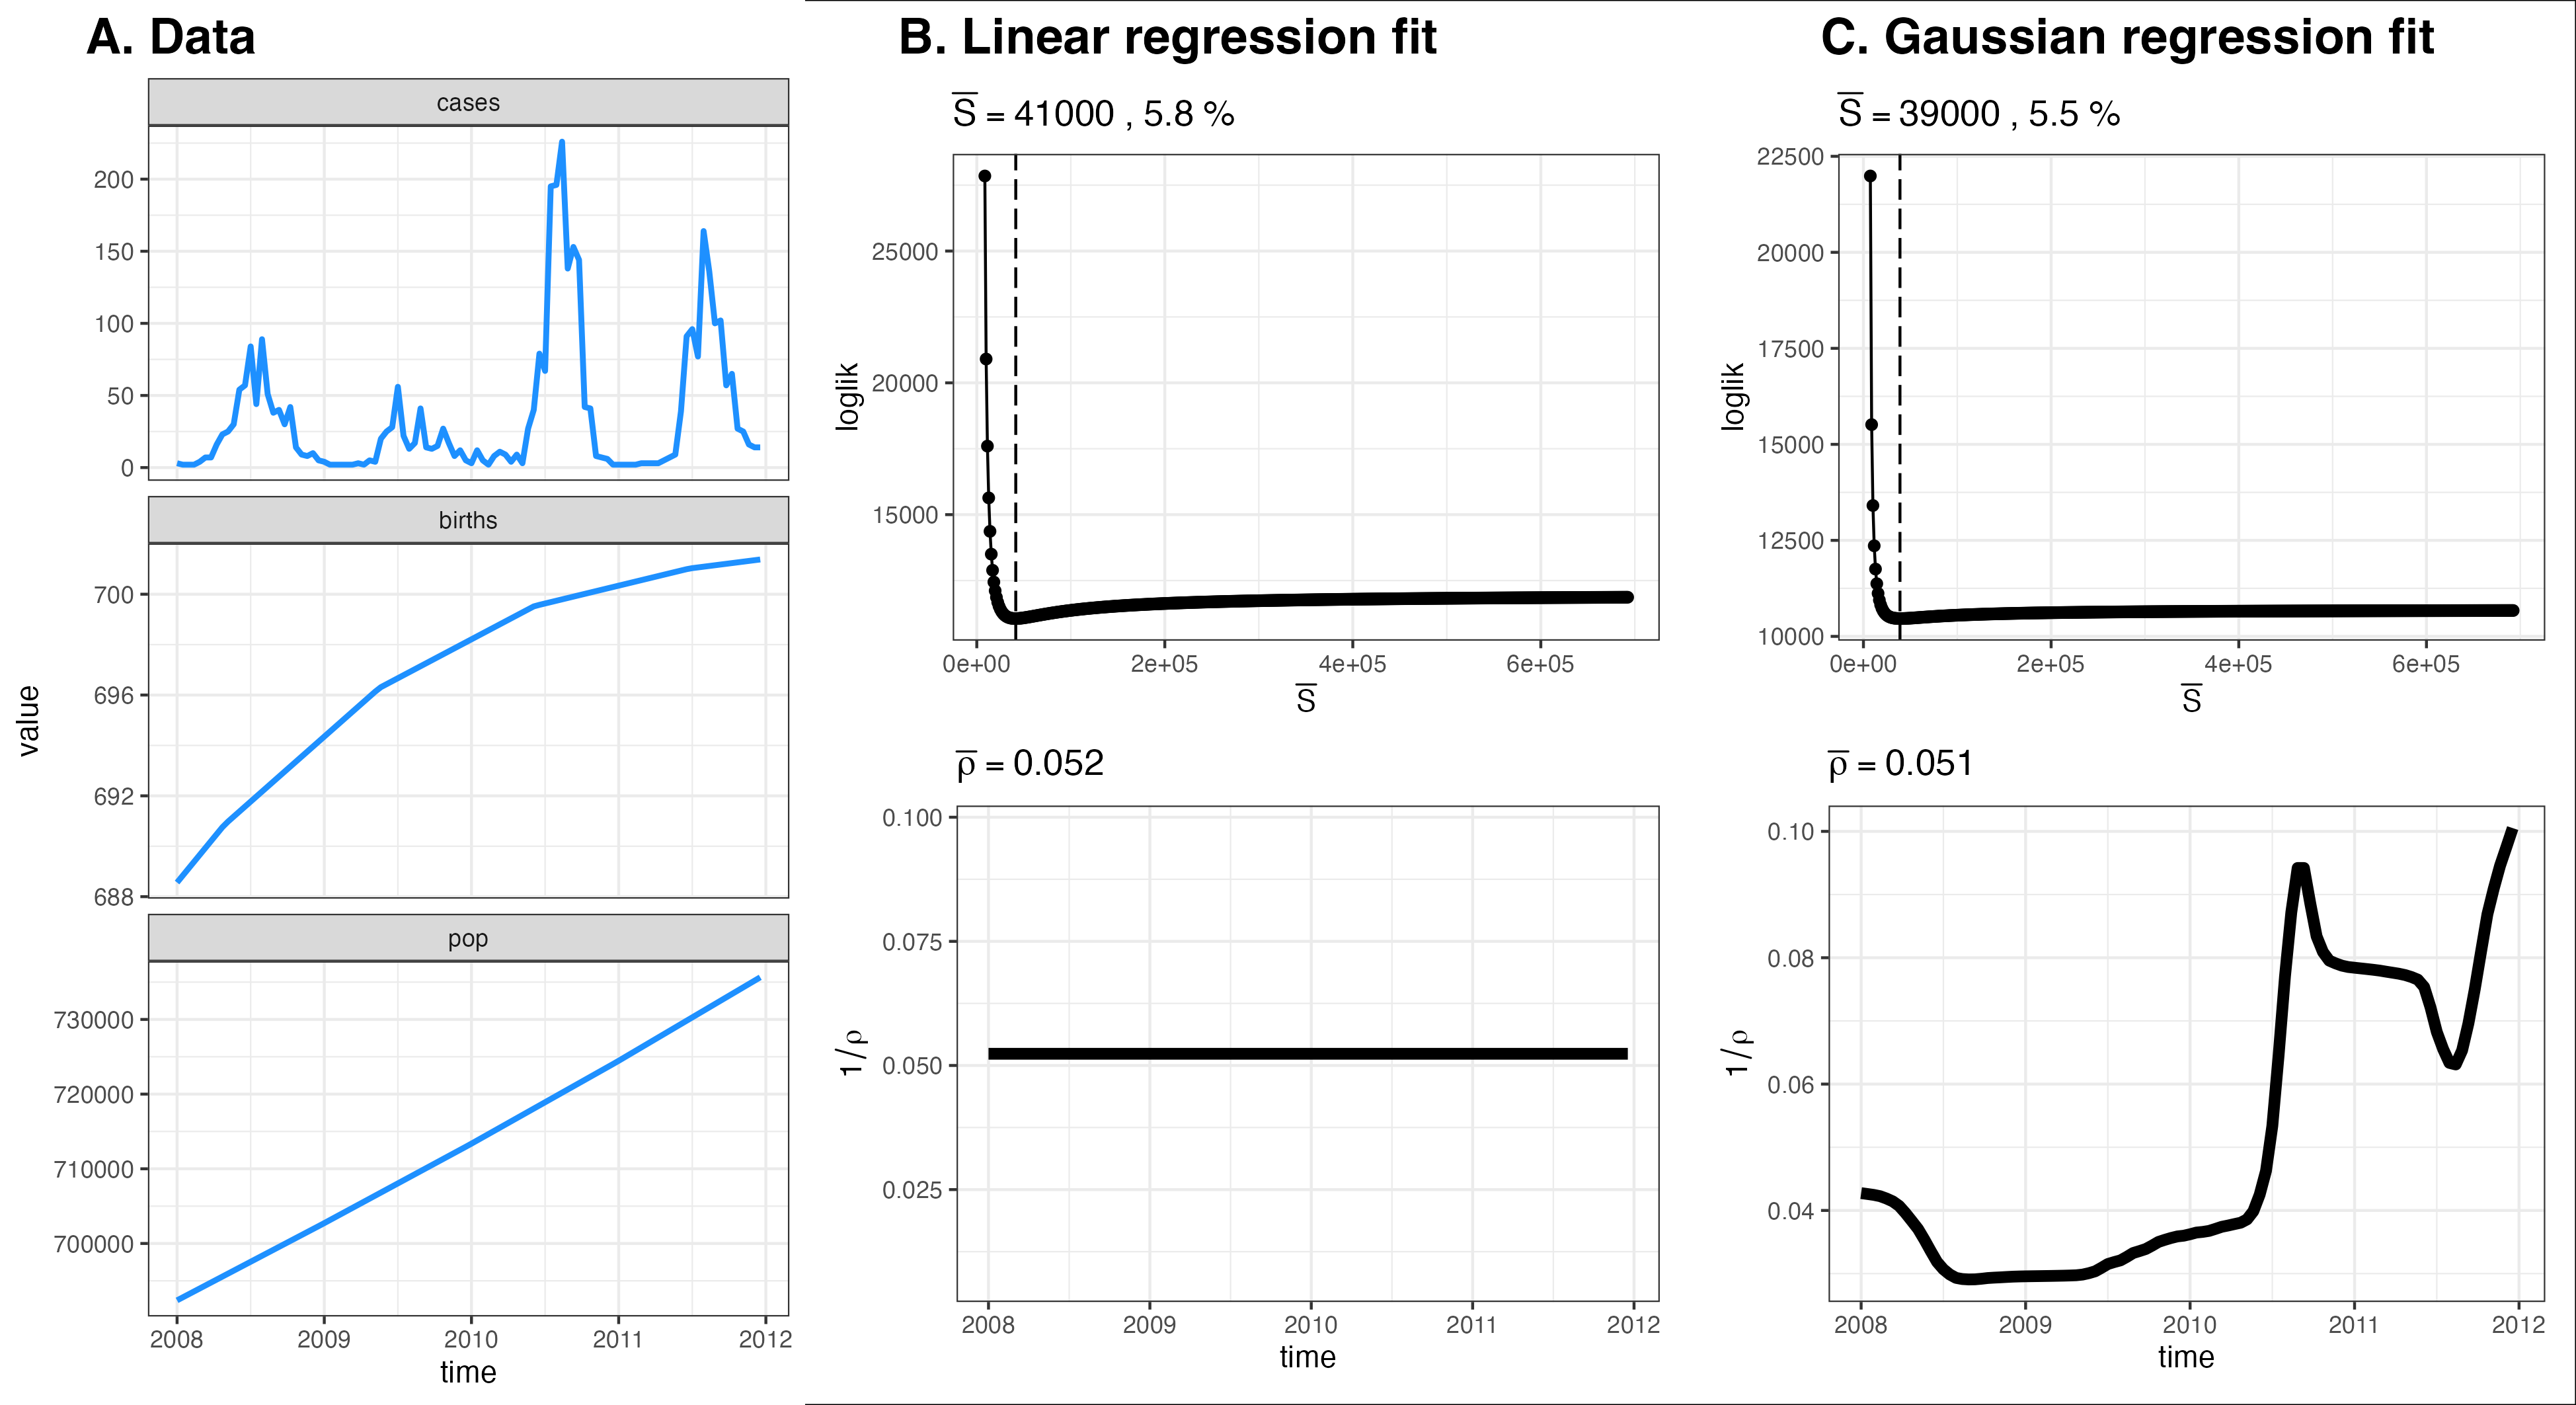 A. Data
cases
200
150
100
50
0
births
700
696
692
688
pop
730000
720000
710000
700000
2008 2009 2010 2011 2012
time
value
B. Linear regression fit
S̅ = 41000 , 5.8 %
25000
20000
15000
loglik
0e+00 2e+05 4e+05 6e+05
S̅
ρ̅ = 0.052
0.100
0.075
0.050
0.025
1/ρ
2008 2009 2010 2011 2012
time
C. Gaussian regression fit
S̅ = 39000 , 5.5 %
22500
20000
17500
15000
12500
10000
loglik
0e+00 2e+05 4e+05 6e+05
S̅
ρ̅ = 0.051
0.10
0.08
0.06
0.04
1/ρ
2008 2009 2010 2011 2012
time